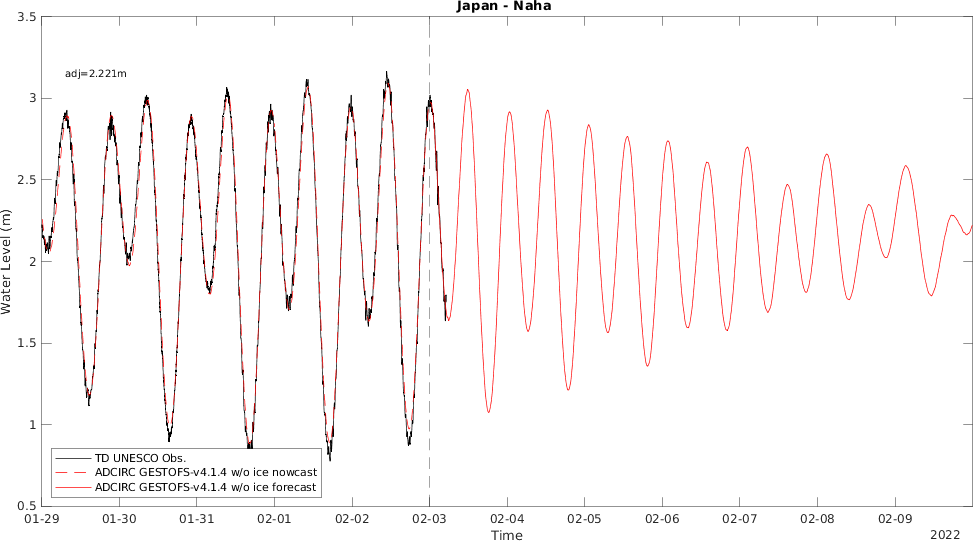 Japan - Naha
3.5
3
2.5
2
1.5
1
0.5
Water Level (m)
adj=2.221m
TD UNESCO Obs.
ADCIRC GESTOFS-v4.1.4 w/o ice nowcast
ADCIRC GESTOFS-v4.1.4 w/o ice forecast
01-29 01-30 01-31 02-01 02-02 02-03 02-04 02-05 02-06 02-07 02-08 02-09
Time
2022